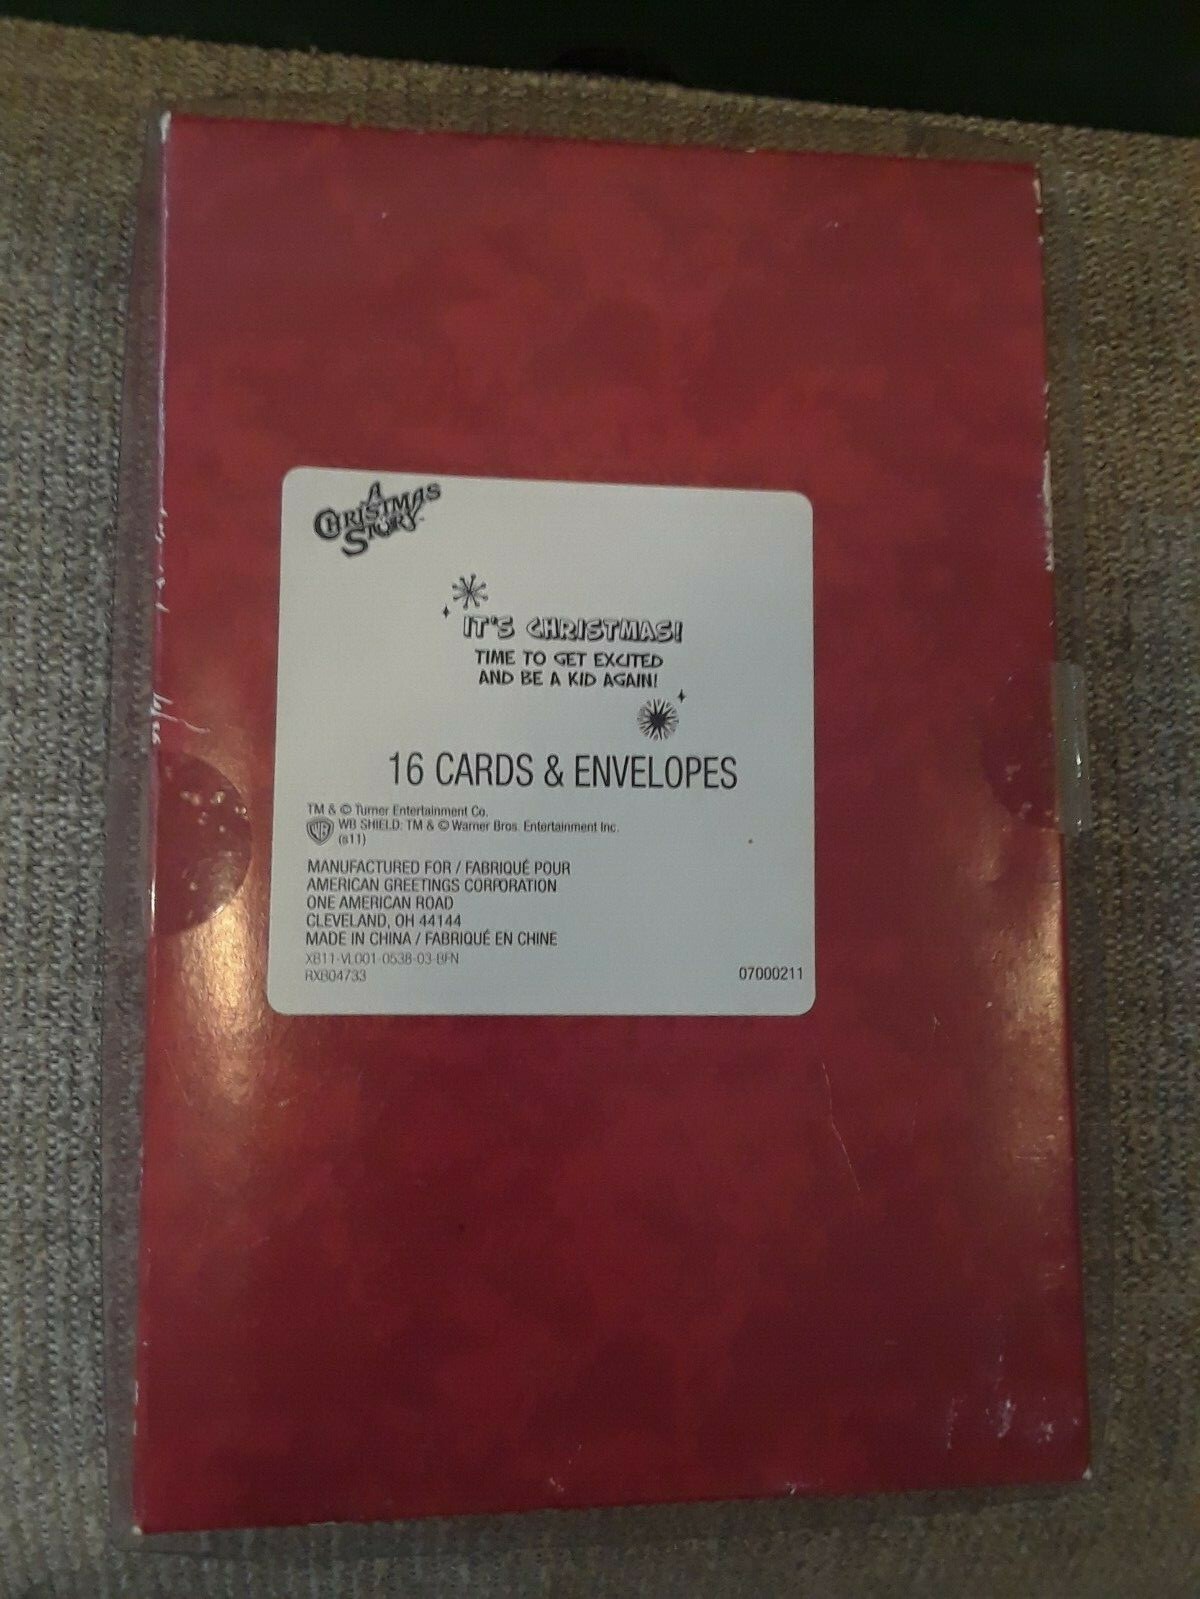 A
CHRISTMAS
STORY™
IT'S CHRISTMAS!
TIME TO GET EXCITED
AND BE A KID AGAIN!
16 CARDS & ENVELOPES
TM & © Turner Entertainment Co.
WB WB SHIELD: TM & © Warner Bros. Entertainment Inc.
(s11)
MANUFACTURED FOR / FABRIQUÉ POUR
AMERICAN GREETINGS CORPORATION
ONE AMERICAN ROAD
CLEVELAND, OH 44144
MADE IN CHINA / FABRIQUÉ EN CHINE
XB11-VL001-0538-03-BFN
RXB04733
07000211